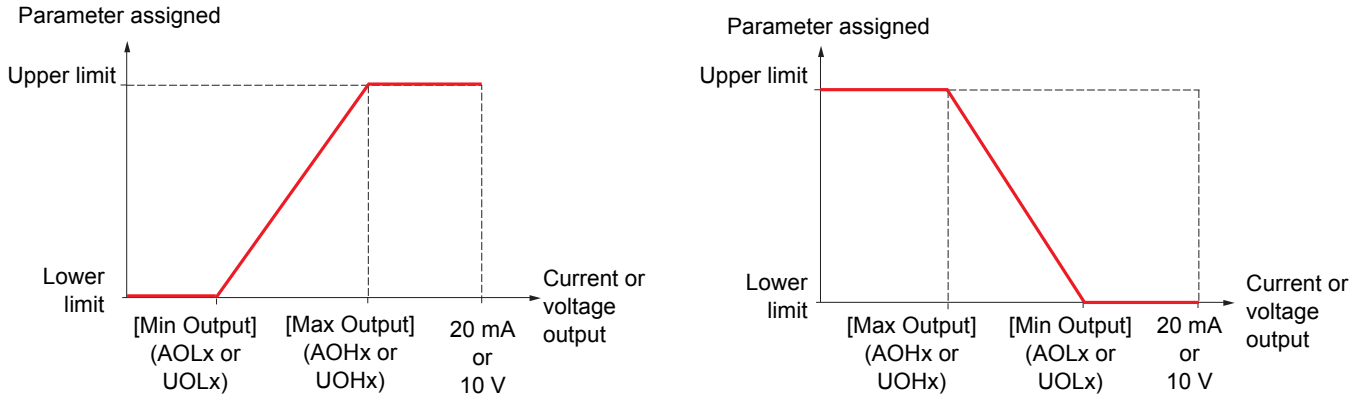 Parameter assigned
Upper limit
Lower
limit
[Min Output]
(AOLx or
UOLx)
[Max Output]
(AOHx or
UOHx)
20 mA
or
10 V
Current or
voltage
output
Parameter assigned
Upper limit
Lower
limit
[Max Output]
(AOHx or
UOHx)
[Min Output]
(AOLx or
UOLx)
20 mA
or
10 V
Current or
voltage
output